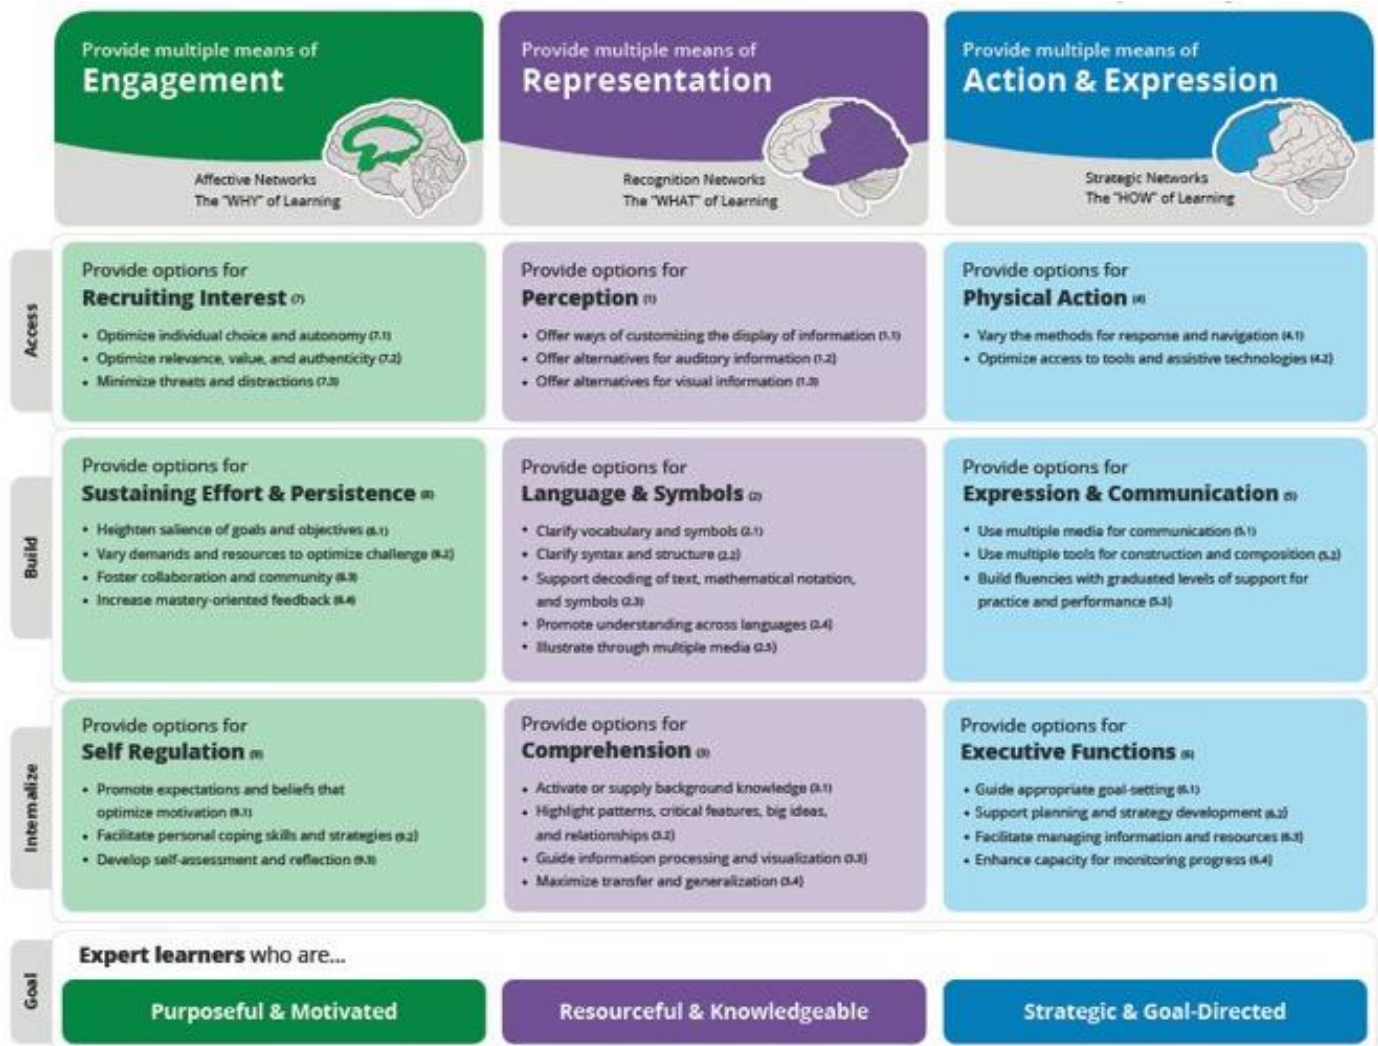 Provide multiple means of
Engagement
Affective Networks
The "WHY" of Learning
Provide multiple means of
Representation
Recognition Networks
The "WHAT" of Learning
Provide multiple means of
Action & Expression
Strategic Networks
The "HOW" of Learning
Access
Provide options for
Recruiting Interest (7)
• Optimize individual choice and autonomy (7.1)
• Optimize relevance, value, and authenticity (7.2)
• Minimize threats and distractions (7.3)
Provide options for
Perception (1)
• Offer ways of customizing the display of information (1.1)
• Offer alternatives for auditory information (1.2)
• Offer alternatives for visual information (1.3)
Provide options for
Physical Action (4)
• Vary the methods for response and navigation (4.1)
• Optimize access to tools and assistive technologies (4.2)
Build
Provide options for
Sustaining Effort & Persistence (8)
• Heighten salience of goals and objectives (8.1)
• Vary demands and resources to optimize challenge (8.2)
• Foster collaboration and community (8.3)
• Increase mastery-oriented feedback (8.4)
Provide options for
Language & Symbols (2)
• Clarify vocabulary and symbols (2.1)
• Clarify syntax and structure (2.2)
• Support decoding of text, mathematical notation,
and symbols (2.3)
• Promote understanding across languages (2.4)
• Illustrate through multiple media (2.5)
Provide options for
Expression & Communication (5)
• Use multiple media for communication (5.1)
• Use multiple tools for construction and composition (5.2)
• Build fluencies with graduated levels of support for
practice and performance (5.3)
Internalize
Provide options for
Self Regulation (9)
• Promote expectations and beliefs that
optimize motivation (9.1)
• Facilitate personal coping skills and strategies (9.2)
• Develop self-assessment and reflection (9.3)
Provide options for
Comprehension (3)
• Activate or supply background knowledge (3.1)
• Highlight patterns, critical features, big ideas,
and relationships (3.2)
• Guide information processing and visualization (3.3)
• Maximize transfer and generalization (3.4)
Provide options for
Executive Functions (6)
• Guide appropriate goal-setting (6.1)
• Support planning and strategy development (6.2)
• Facilitate managing information and resources (6.3)
• Enhance capacity for monitoring progress (6.4)
Goal
Expert learners who are...
Purposeful & Motivated
Resourceful & Knowledgeable
Strategic & Goal-Directed